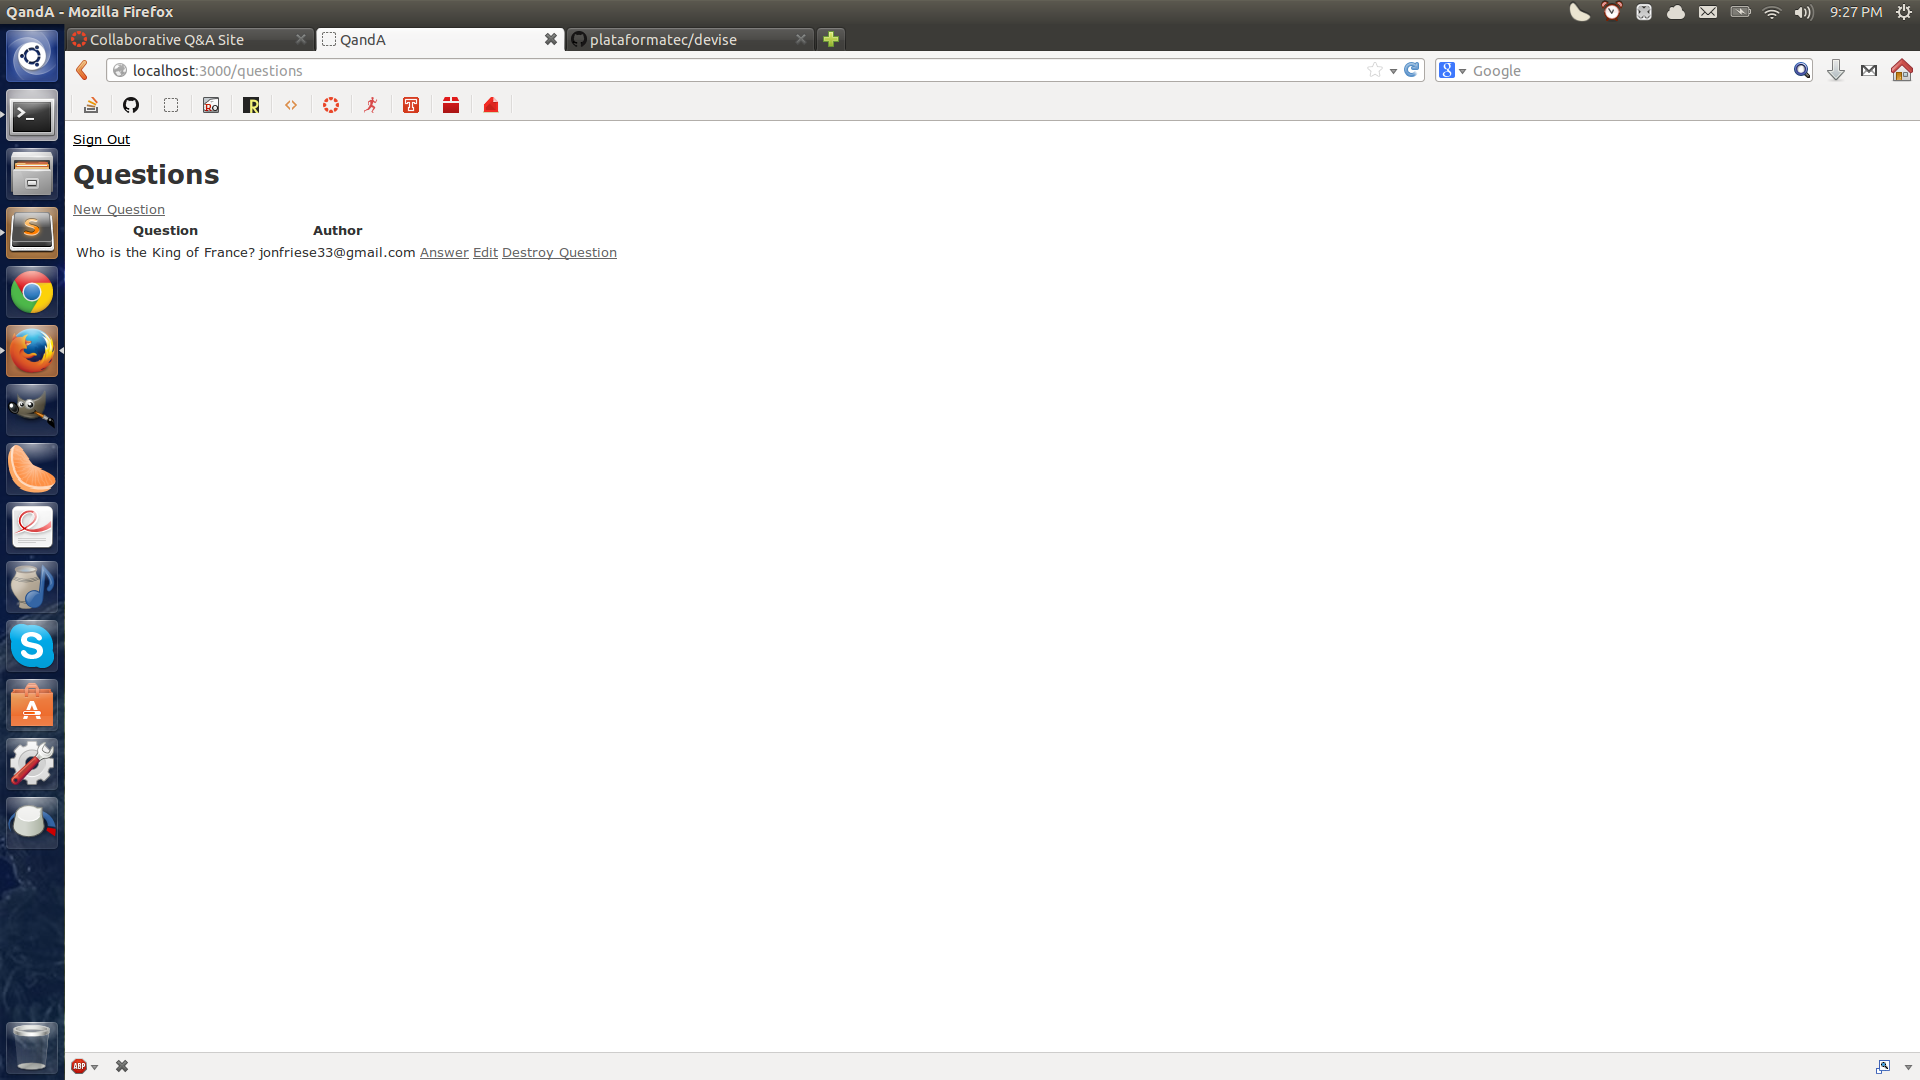 QandA - Mozilla Firefox
9:27 PM
Collaborative Q&A Site
QandA
plataformatec/devise
localhost:3000/questions
Google
Sign Out
Questions
New Question
Question Author
Who is the King of France? jonfriese33@gmail.com Answer Edit Destroy Question
ABP